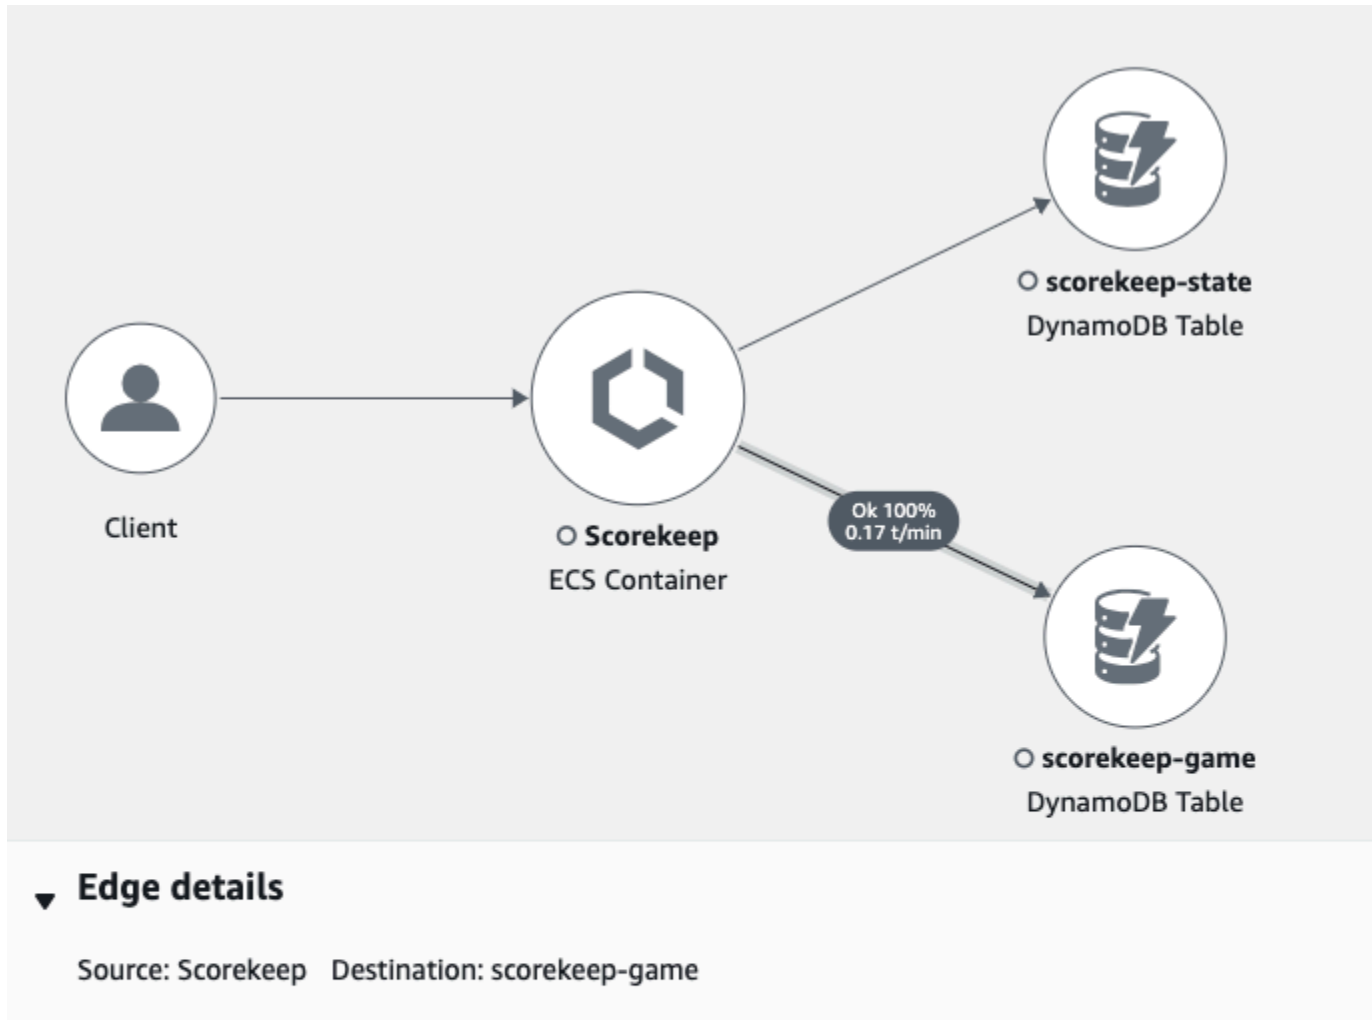 scorekeep-state
DynamoDB Table
Client
Scorekeep
ECS Container
Ok 100%
0.17 t/min
scorekeep-game
DynamoDB Table
Edge details
Source: Scorekeep Destination: scorekeep-game